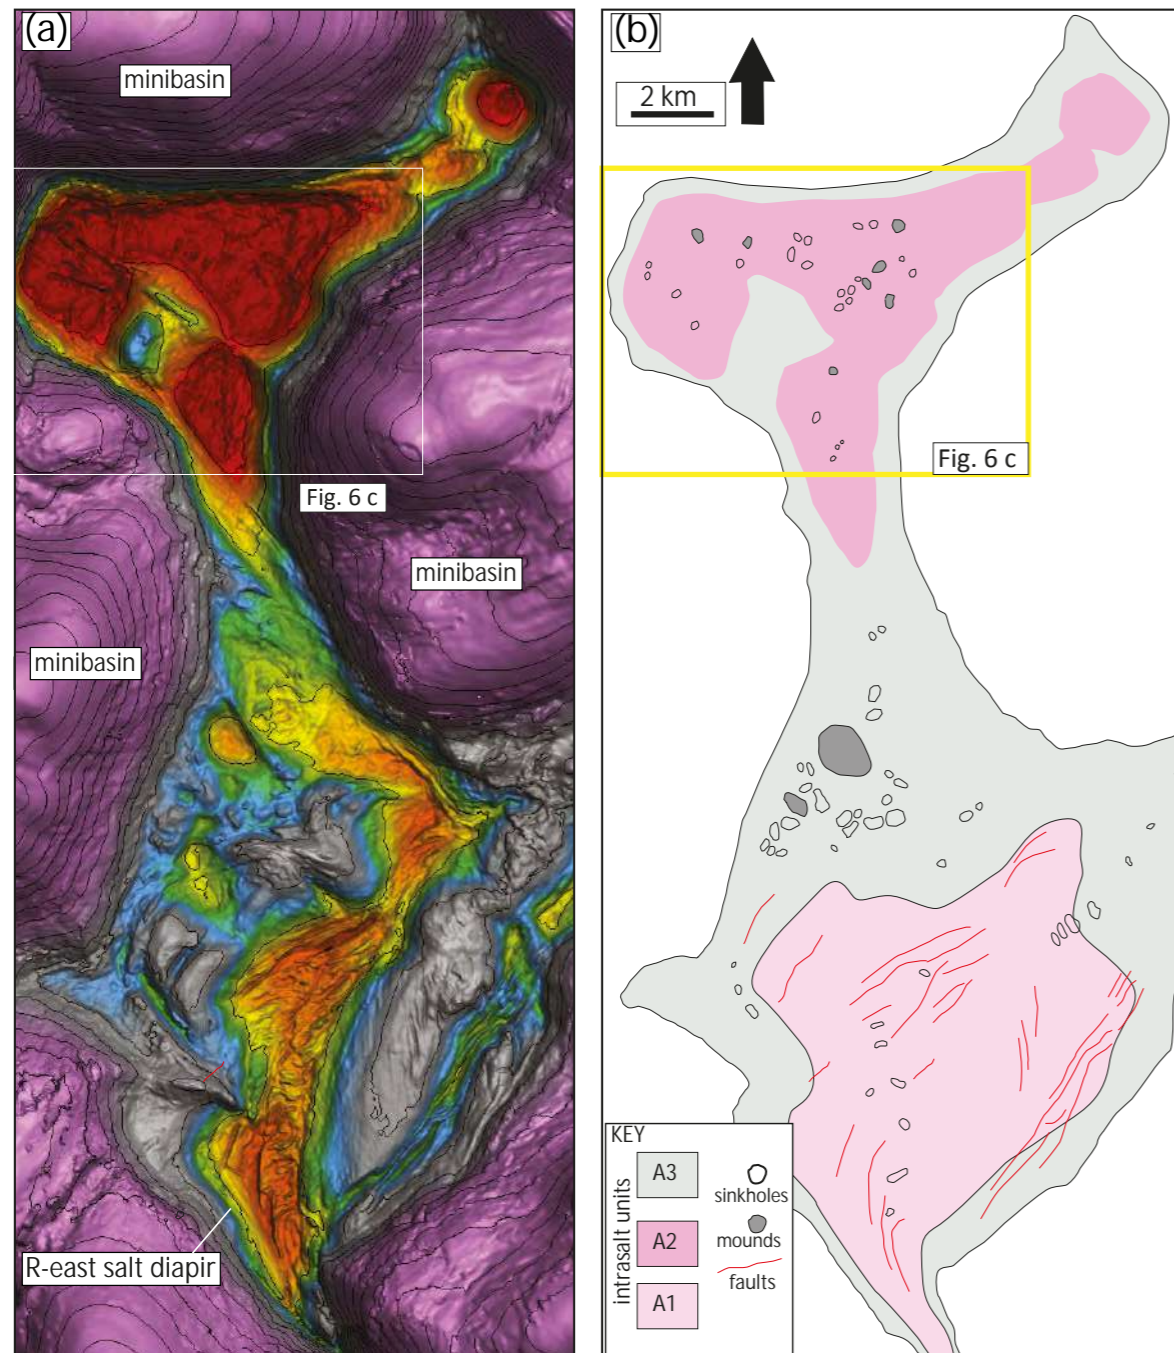 (a)
minibasin
Fig. 6 c
minibasin
minibasin
R-east salt diapir
(b)
2 km
Fig. 6 c
KEY
intrasalt units
A3
A2
A1
sinkholes
mounds
faults